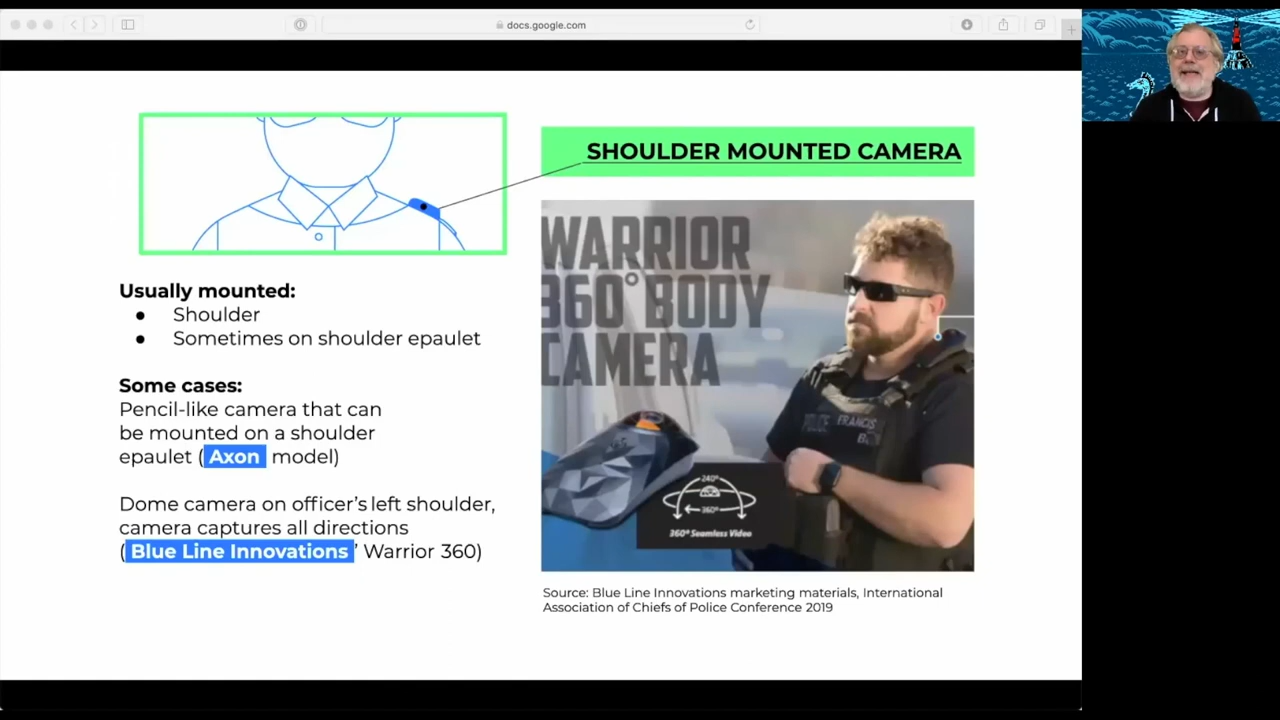 docs.google.com
SHOULDER MOUNTED CAMERA
Usually mounted:
● Shoulder
● Sometimes on shoulder epaulet
Some cases:
Pencil-like camera that can
be mounted on a shoulder
epaulet (Axon model)
Dome camera on officer's left shoulder,
camera captures all directions
(Blue Line Innovations' Warrior 360)
WARRIOR
360° BODY
CAMERA
POLICE FRANCIS
240°
360°
360° Seamless Video
Source: Blue Line Innovations marketing materials, International
Association of Chiefs of Police Conference 2019